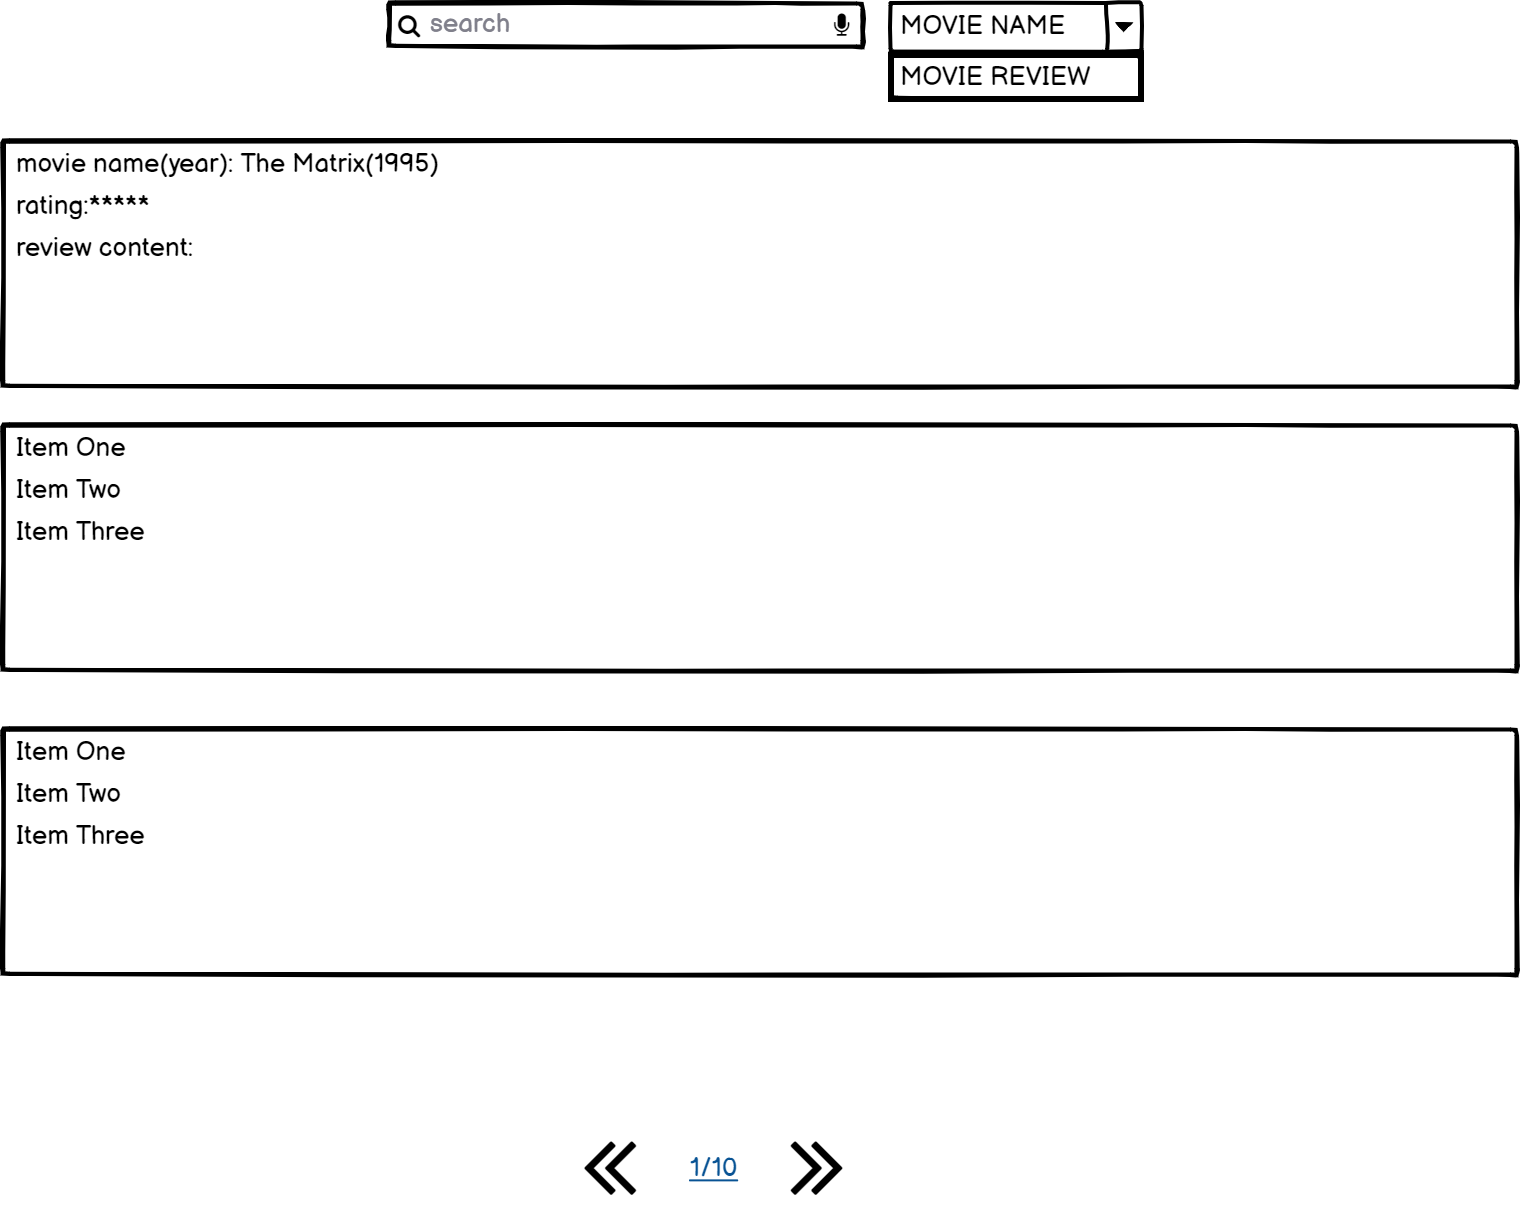 search
MOVIE NAME
MOVIE REVIEW
movie name(year): The Matrix(1995)
rating:*****
review content:
Item One
Item Two
Item Three
Item One
Item Two
Item Three
1/10